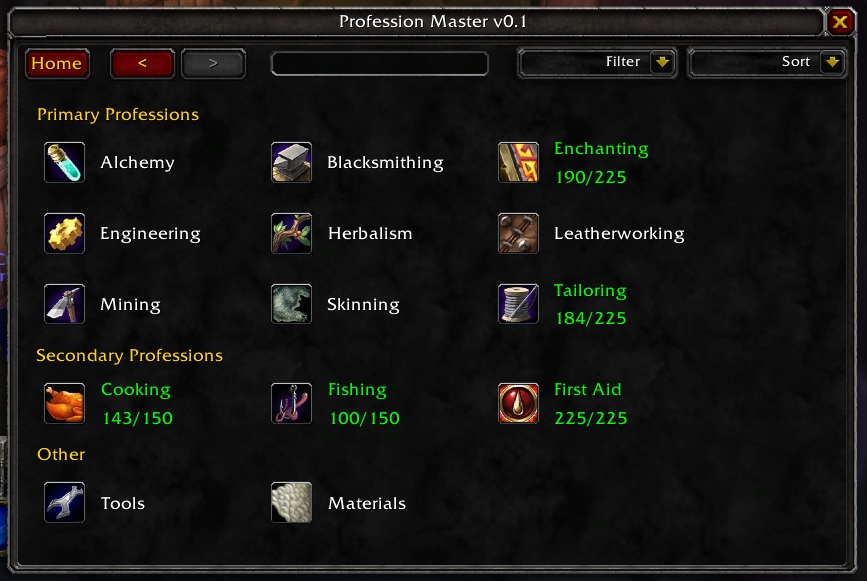 Profession Master v0.1
Home < > Filter Sort
Primary Professions
Alchemy Blacksmithing Enchanting
190/225
Engineering Herbalism Leatherworking
Mining Skinning Tailoring
184/225
Secondary Professions
Cooking Fishing First Aid
143/150 100/150 225/225
Other
Tools Materials